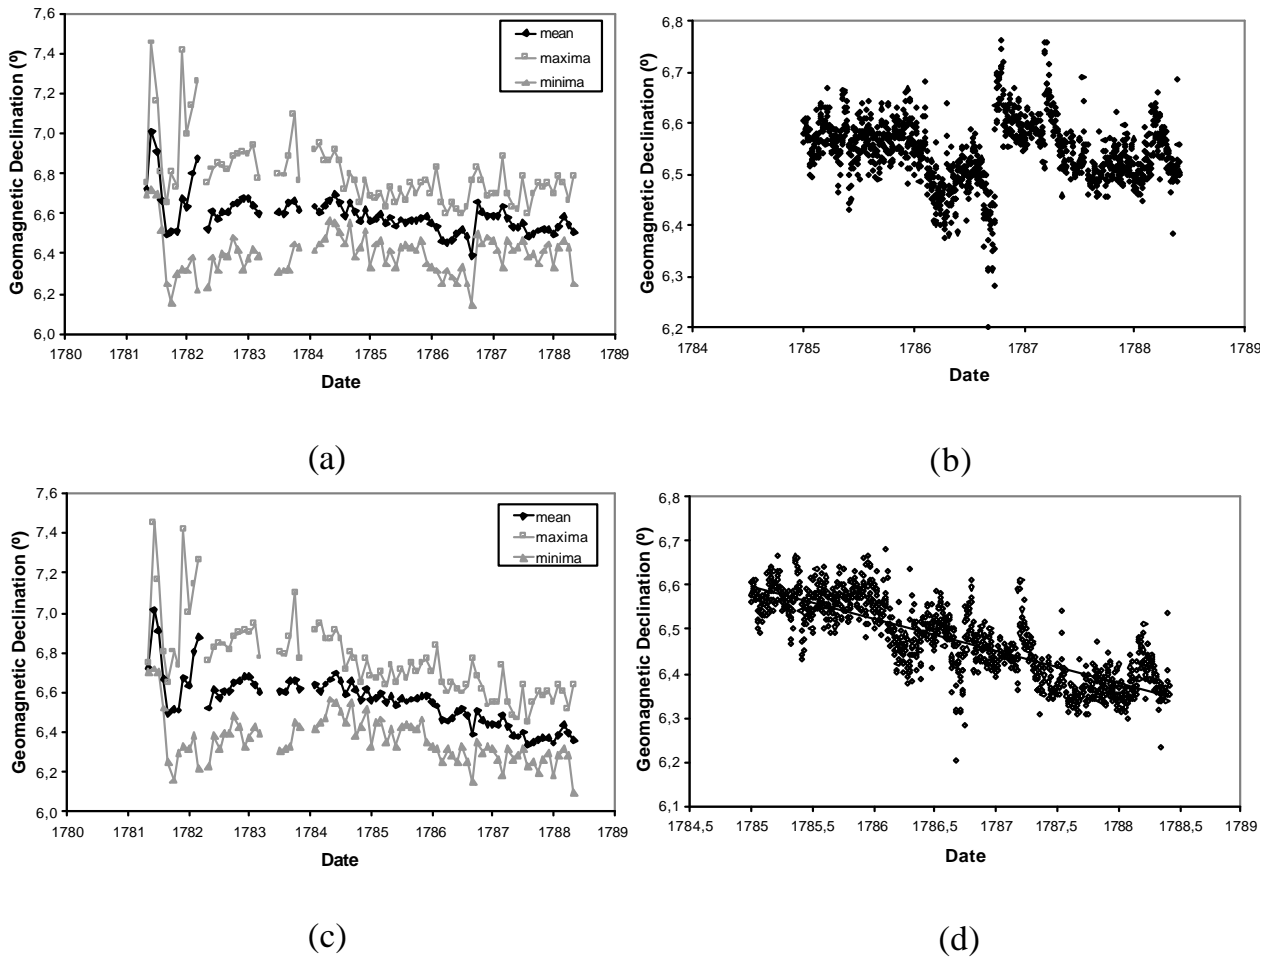 7,6
7,4
7,2
7,0
6,8
6,6
6,4
6,2
6,0
Geomagnetic Declination (º)
mean
maxima
minima
1780 1781 1782 1783 1784 1785 1786 1787 1788 1789
Date
(a)
6,8
6,7
6,6
6,5
6,4
6,3
6,2
Geomagnetic Declination (º)
1784 1785 1786 1787 1788 1789
Date
(b)
7,6
7,4
7,2
7,0
6,8
6,6
6,4
6,2
6,0
Geomagnetic Declination (º)
mean
maxima
minima
1780 1781 1782 1783 1784 1785 1786 1787 1788 1789
Date
(c)
6,8
6,7
6,6
6,5
6,4
6,3
6,2
6,1
Geomagnetic Declination (º)
1784,5 1785 1785,5 1786 1786,5 1787 1787,5 1788 1788,5 1789
Date
(d)